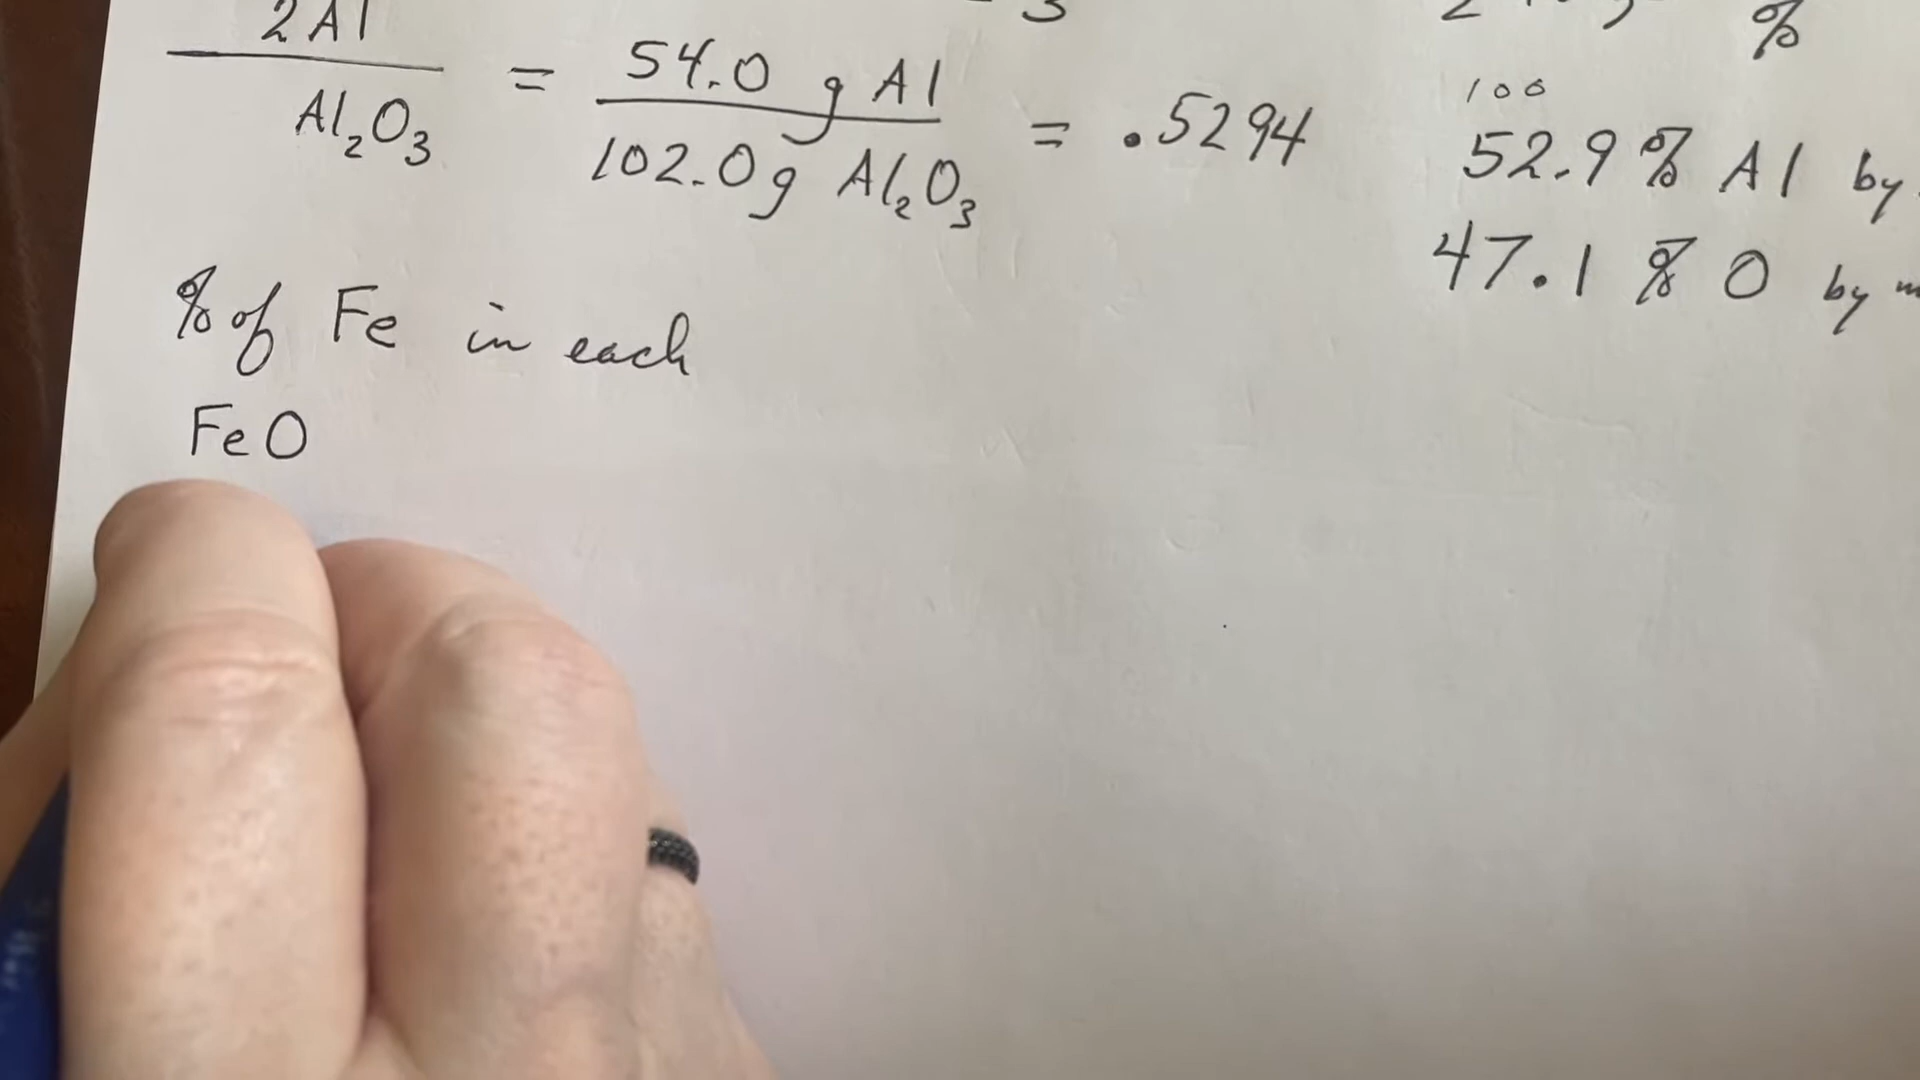 2Al
Al₂O₃
=
54.0 g Al
102.0g Al₂O₃
= .5294
%
100
52.9% Al by
47.1% O by
% of Fe in each
FeO